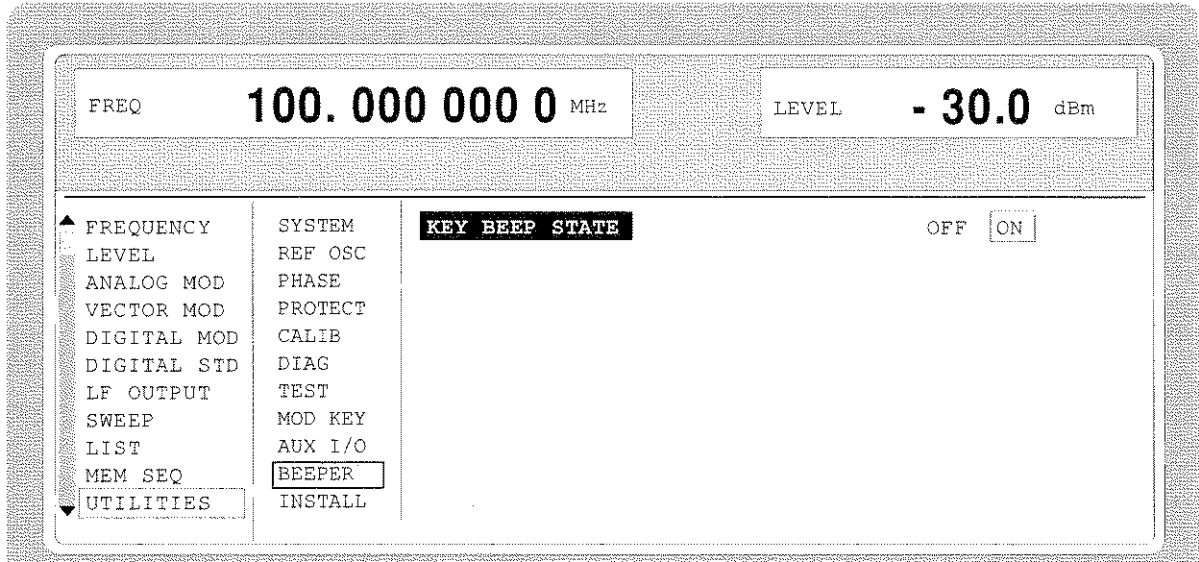 FREQ 100. 000 000 0 MHz LEVEL - 30.0 dBm
FREQUENCY SYSTEM KEY BEEP STATE OFF ON
LEVEL REF OSC
ANALOG MOD PHASE
VECTOR MOD PROTECT
DIGITAL MOD CALIB
DIGITAL STD DIAG
LF OUTPUT TEST
SWEEP MOD KEY
LIST AUX I/O
MEM SEQ BEEPER
UTILITIES INSTALL